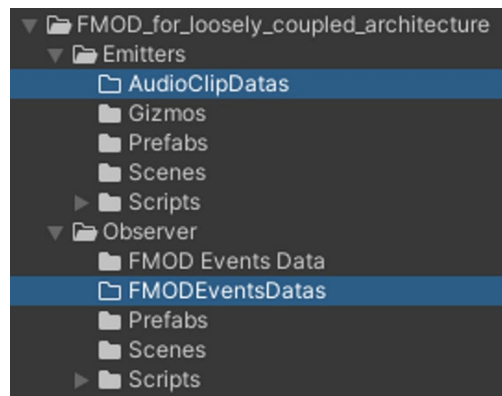 FMOD_for_loosely_coupled_architecture
Emitters
AudioClipDatas
Gizmos
Prefabs
Scenes
Scripts
Observer
FMOD Events Data
FMODEventsDatas
Prefabs
Scenes
Scripts